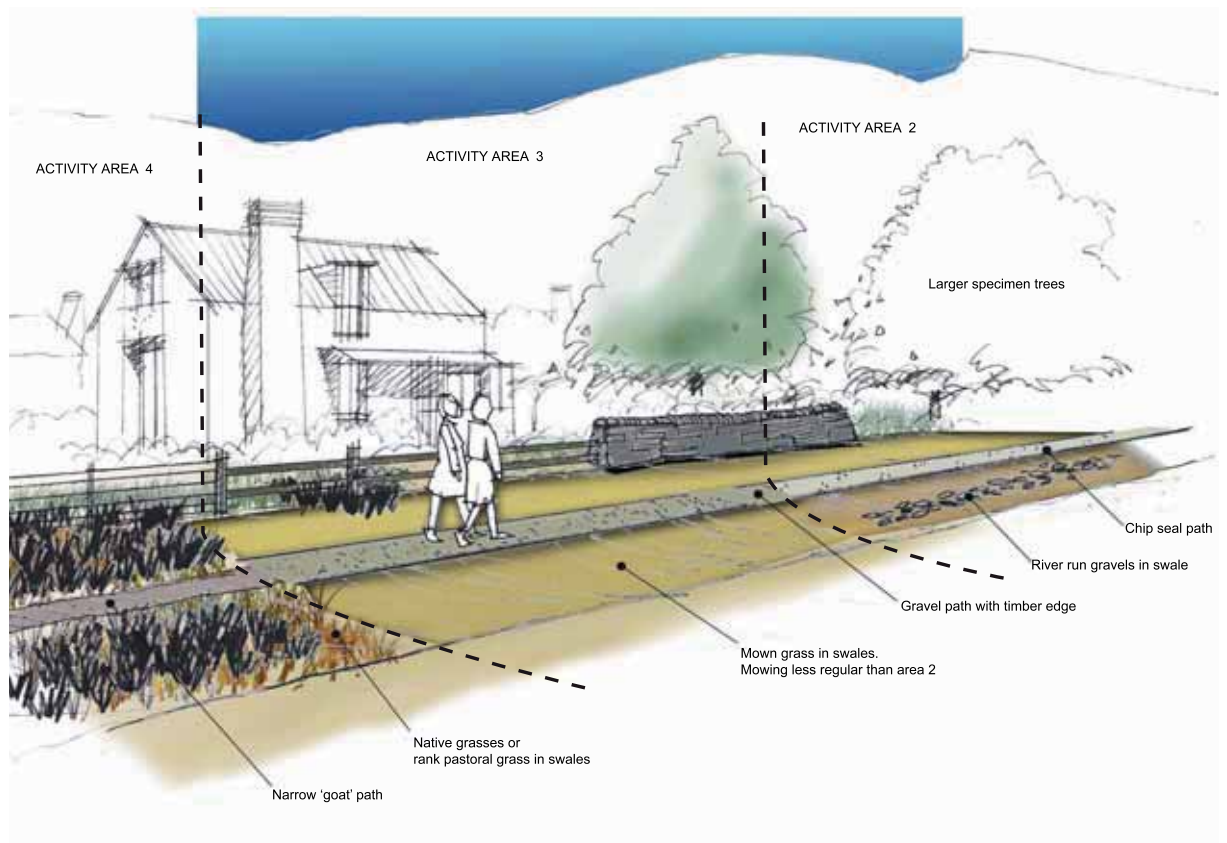 ACTIVITY AREA 4
ACTIVITY AREA 3
ACTIVITY AREA 2
Larger specimen trees
Chip seal path
River run gravels in swale
Gravel path with timber edge
Mown grass in swales.
Mowing less regular than area 2
Native grasses or
rank pastoral grass in swales
Narrow ‘goat’ path